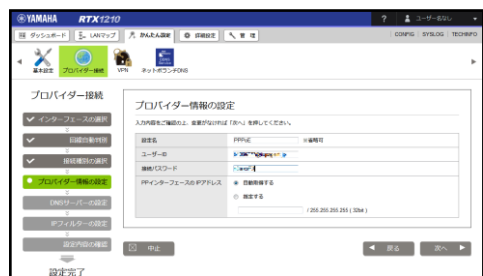 YAMAHA RTX1210
? ユーザー名なし
ダッシュボード LANマップ かんたん設定 詳細設定 管理 CONFIG SYSLOG TECHINFO
基本設定 プロバイダー接続 VPN ネットボランチDNS
プロバイダー接続
インターフェースの選択
回線自動判別
接続種別の選択
プロバイダー情報の設定
DNSサーバーの設定
IPフィルターの設定
設定内容の確認
設定完了
プロバイダー情報の設定
入力内容をご確認の上、変更がなければ「次へ」を押してください。
設定名 PPPoE ※省略可
ユーザーID
接続パスワード
PPインターフェースのIPアドレス 自動取得する
指定する
/ 255.255.255.255 ( 32bit )
中止 戻る 次へ